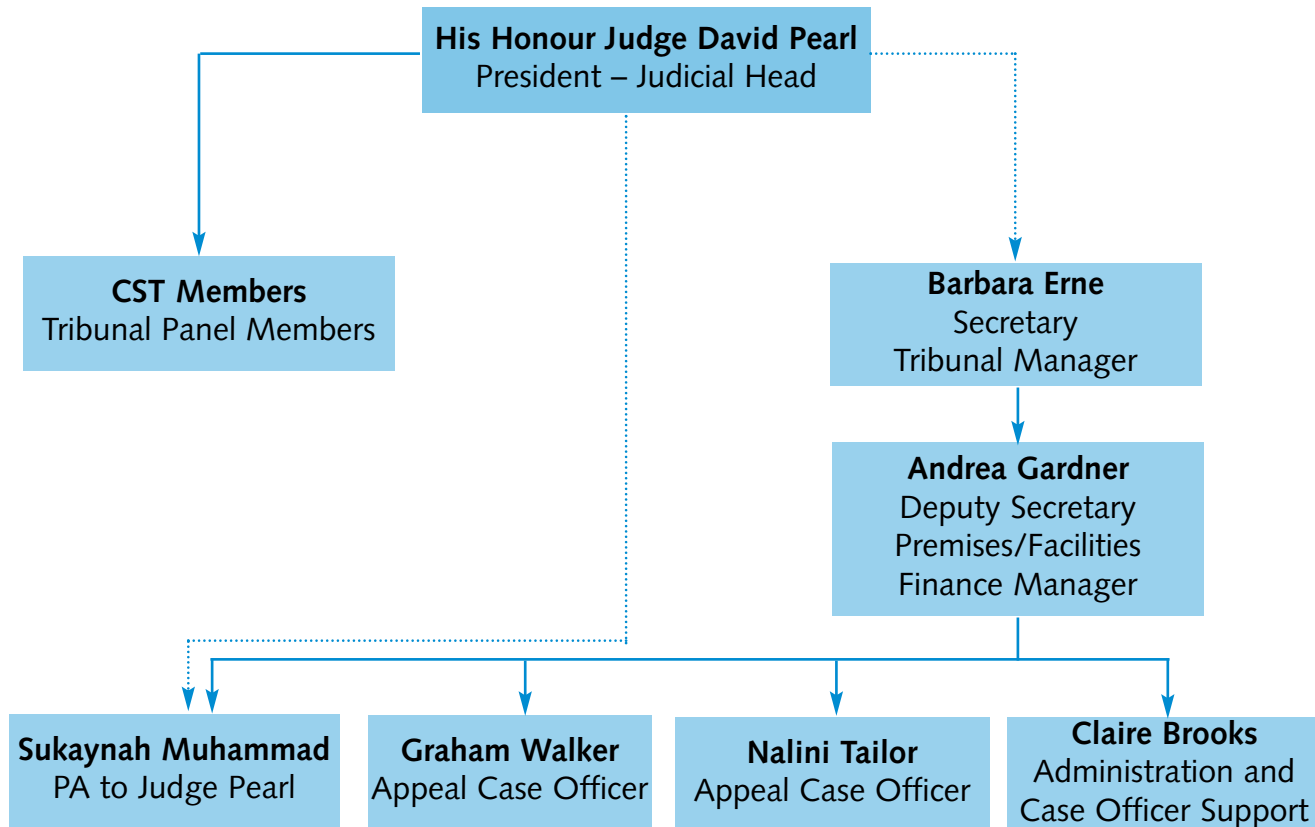 His Honour Judge David Pearl
President – Judicial Head
CST Members
Tribunal Panel Members
Barbara Erne
Secretary
Tribunal Manager
Andrea Gardner
Deputy Secretary
Premises/Facilities
Finance Manager
Sukaynah Muhammad
PA to Judge Pearl
Graham Walker
Appeal Case Officer
Nalini Tailor
Appeal Case Officer
Claire Brooks
Administration and
Case Officer Support